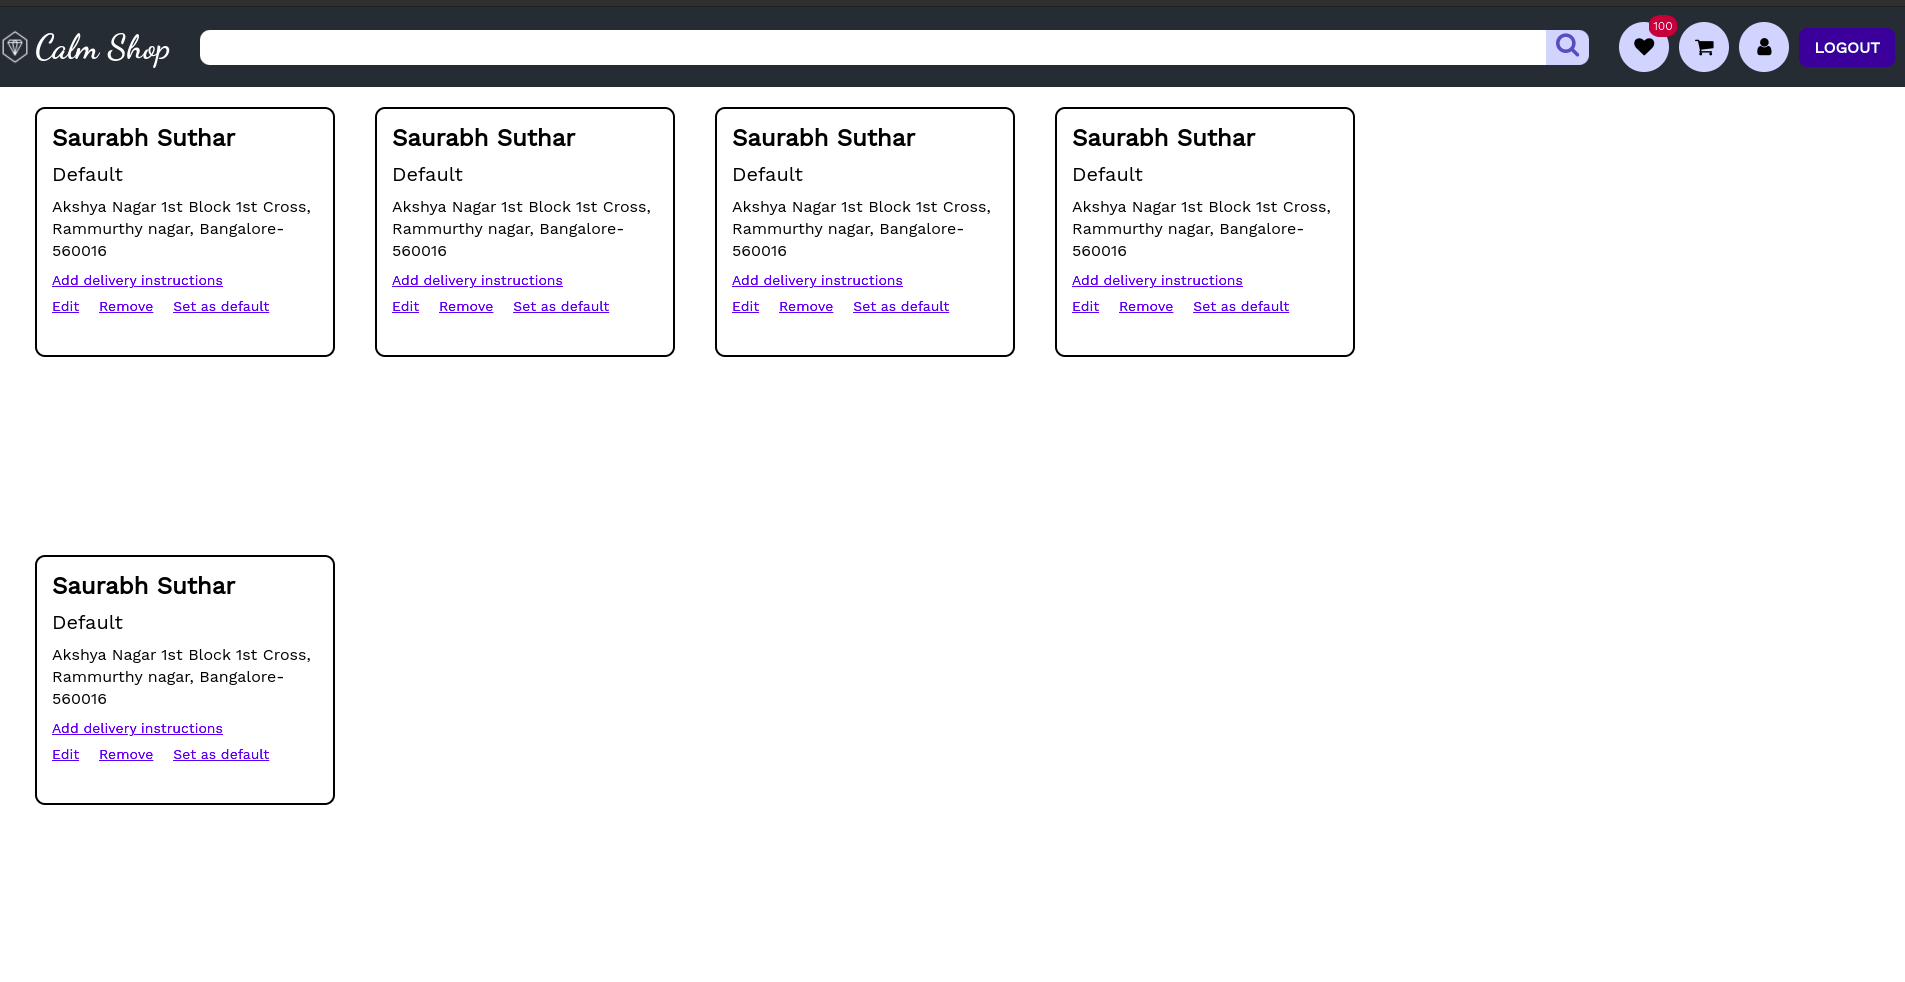 Calm Shop
100
LOGOUT
Saurabh Suthar
Default
Akshya Nagar 1st Block 1st Cross,
Rammurthy nagar, Bangalore-
560016
Add delivery instructions
Edit Remove Set as default
Saurabh Suthar
Default
Akshya Nagar 1st Block 1st Cross,
Rammurthy nagar, Bangalore-
560016
Add delivery instructions
Edit Remove Set as default
Saurabh Suthar
Default
Akshya Nagar 1st Block 1st Cross,
Rammurthy nagar, Bangalore-
560016
Add delivery instructions
Edit Remove Set as default
Saurabh Suthar
Default
Akshya Nagar 1st Block 1st Cross,
Rammurthy nagar, Bangalore-
560016
Add delivery instructions
Edit Remove Set as default
Saurabh Suthar
Default
Akshya Nagar 1st Block 1st Cross,
Rammurthy nagar, Bangalore-
560016
Add delivery instructions
Edit Remove Set as default